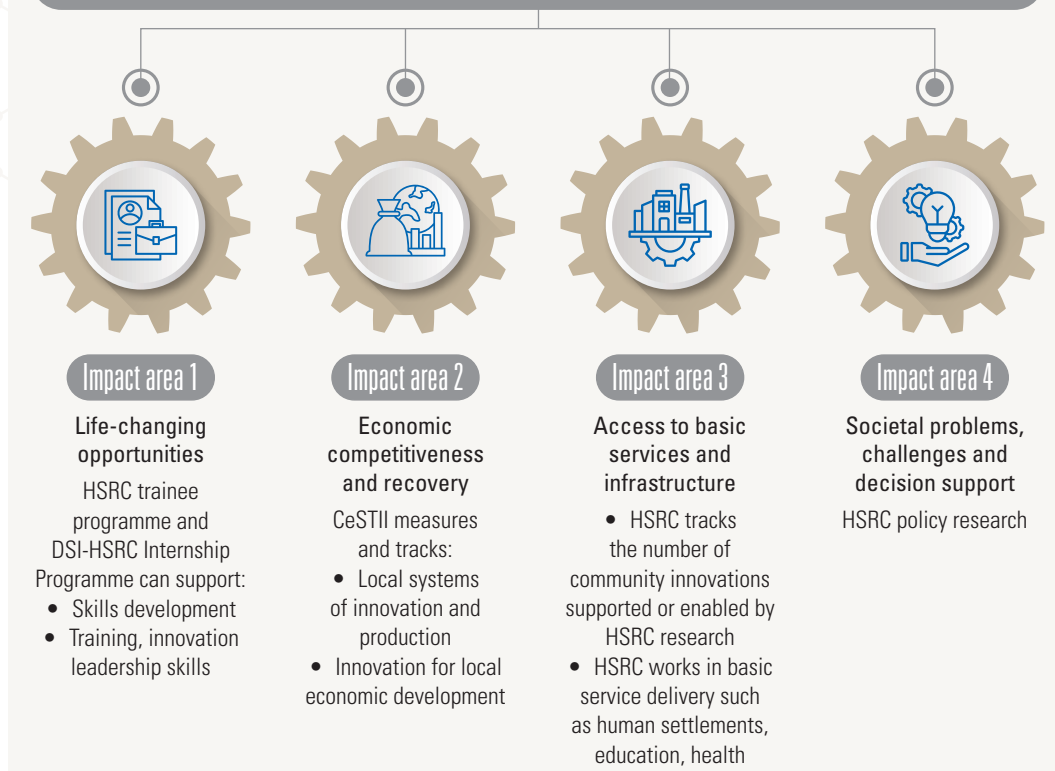 Impact area 1
Life-changing
opportunities
HSRC trainee
programme and
DSI-HSRC Internship
Programme can support:
• Skills development
• Training, innovation
leadership skills
Impact area 2
Economic
competitiveness
and recovery
CeSTII measures
and tracks:
• Local systems
of innovation and
production
• Innovation for local
economic development
Impact area 3
Access to basic
services and
infrastructure
• HSRC tracks
the number of
community innovations
supported or enabled by
HSRC research
• HSRC works in basic
service delivery such
as human settlements,
education, health
Impact area 4
Societal problems,
challenges and
decision support
HSRC policy research